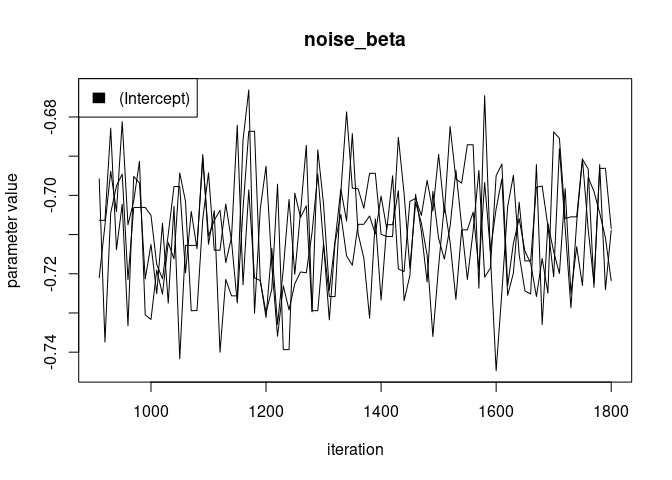 noise_beta
(Intercept)
parameter value
-0.68
-0.70
-0.72
-0.74
1000 1200 1400 1600 1800
iteration